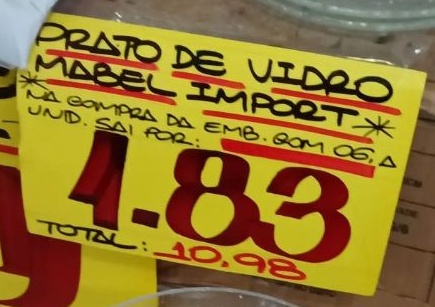 PRATO DE VIDRO
*MABEL IMPORT*
NA COMPRA DA EMB. COM 06, A
UNID. SAI POR:
1.83
TOTAL: 10,98